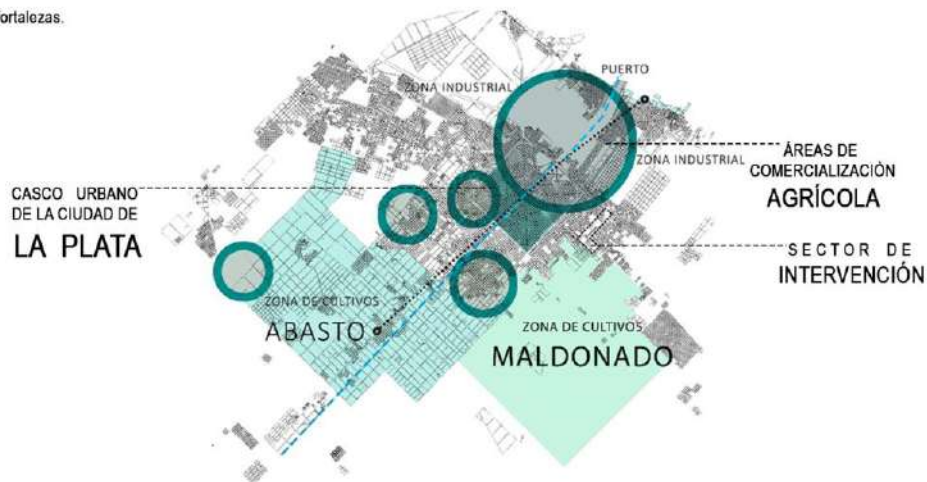 ortalezas.
PUERTO
ZONA INDUSTRIAL
ZONA INDUSTRIAL
ÁREAS DE
COMERCIALIZACIÓN
AGRÍCOLA
CASCO URBANO
DE LA CIUDAD DE
LA PLATA
SECTOR DE
INTERVENCIÓN
ZONA DE CULTIVOS
ABASTO
ZONA DE CULTIVOS
MALDONADO